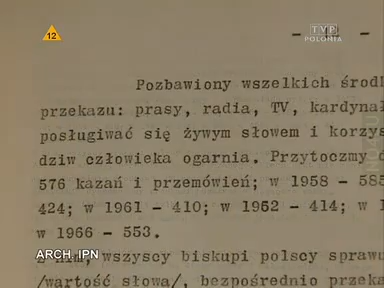 12
TVP
POLONIA
Pozbawiony wszelkich środk
przekazu: prasy, radia, TV, kardynał
posługiwać się żywym słowem i korzys
dziw człowieka ogarnia. Przytoczmy d
576 kazań i przemówień; w 1958 - 585
424; w 1961 - 410; w 1962 - 414; w 1
w 1966 - 553.
z nim, wszyscy biskupi polscy sprawu
/wartość słowa/, bezpośrednio przeka
ARCH. IPN